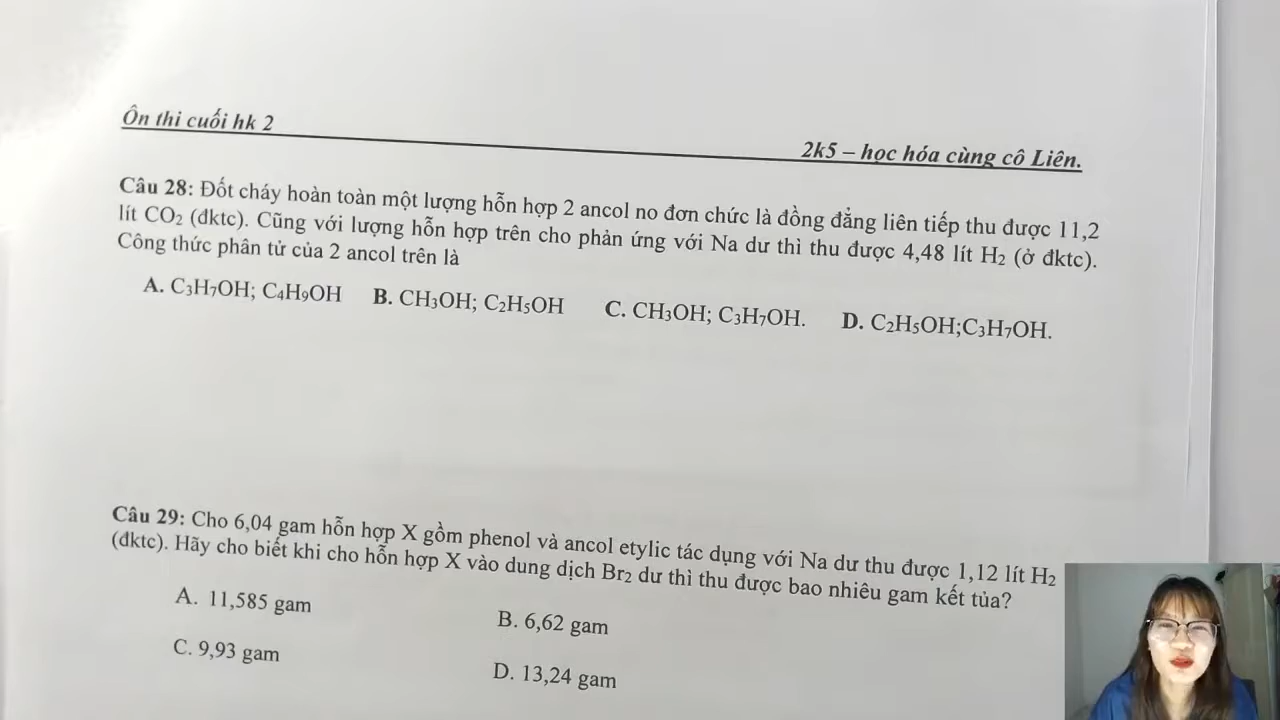 Ôn thi cuối hk 2
2k5 – học hóa cùng cô Liên.
Câu 28: Đốt cháy hoàn toàn một lượng hỗn hợp 2 ancol no đơn chức là đồng đẳng liên tiếp thu được 11,2
lít CO₂ (đktc). Cũng với lượng hỗn hợp trên cho phản ứng với Na dư thì thu được 4,48 lít H₂ (ở đktc).
Công thức phân tử của 2 ancol trên là
A. C₃H₇OH; C₄H₉OH B. CH₃OH; C₂H₅OH C. CH₃OH; C₃H₇OH. D. C₂H₅OH;C₃H₇OH.
Câu 29: Cho 6,04 gam hỗn hợp X gồm phenol và ancol etylic tác dụng với Na dư thu được 1,12 lít H₂
(đktc). Hãy cho biết khi cho hỗn hợp X vào dung dịch Br₂ dư thì thu được bao nhiêu gam kết tủa?
A. 11,585 gam B. 6,62 gam
C. 9,93 gam D. 13,24 gam